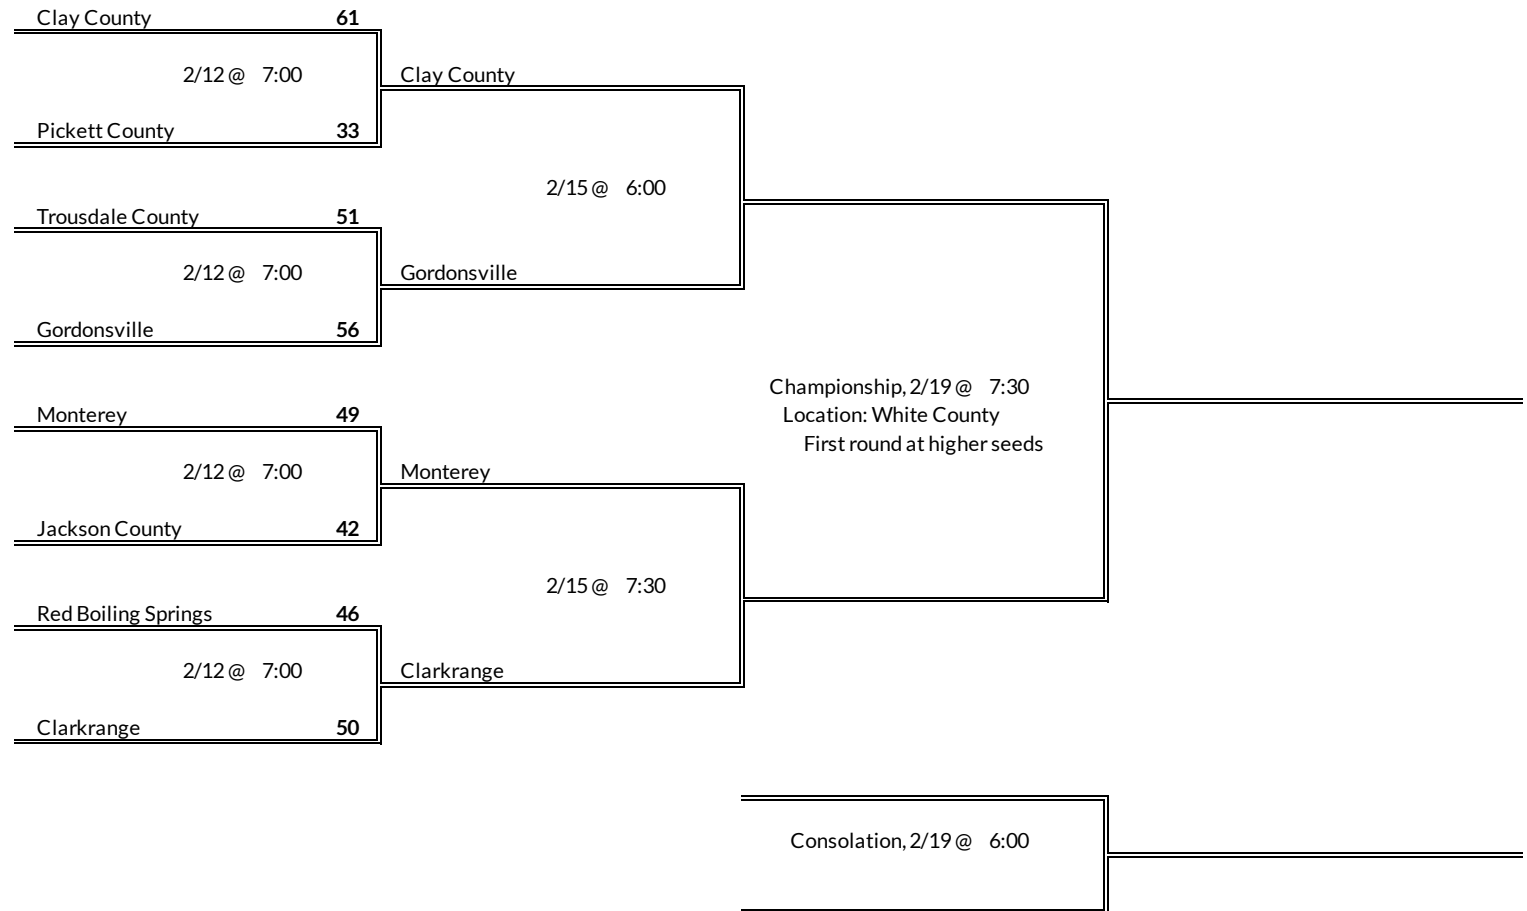 Clay County 61
2/12 @ 7:00 Clay County
Pickett County 33
2/15 @ 6:00
Trousdale County 51
2/12 @ 7:00 Gordonsville
Gordonsville 56
Championship, 2/19 @ 7:30
Monterey 49 Location: White County
First round at higher seeds
2/12 @ 7:00 Monterey
Jackson County 42
2/15 @ 7:30
Red Boiling Springs 46
2/12 @ 7:00 Clarkrange
Clarkrange 50
Consolation, 2/19 @ 6:00